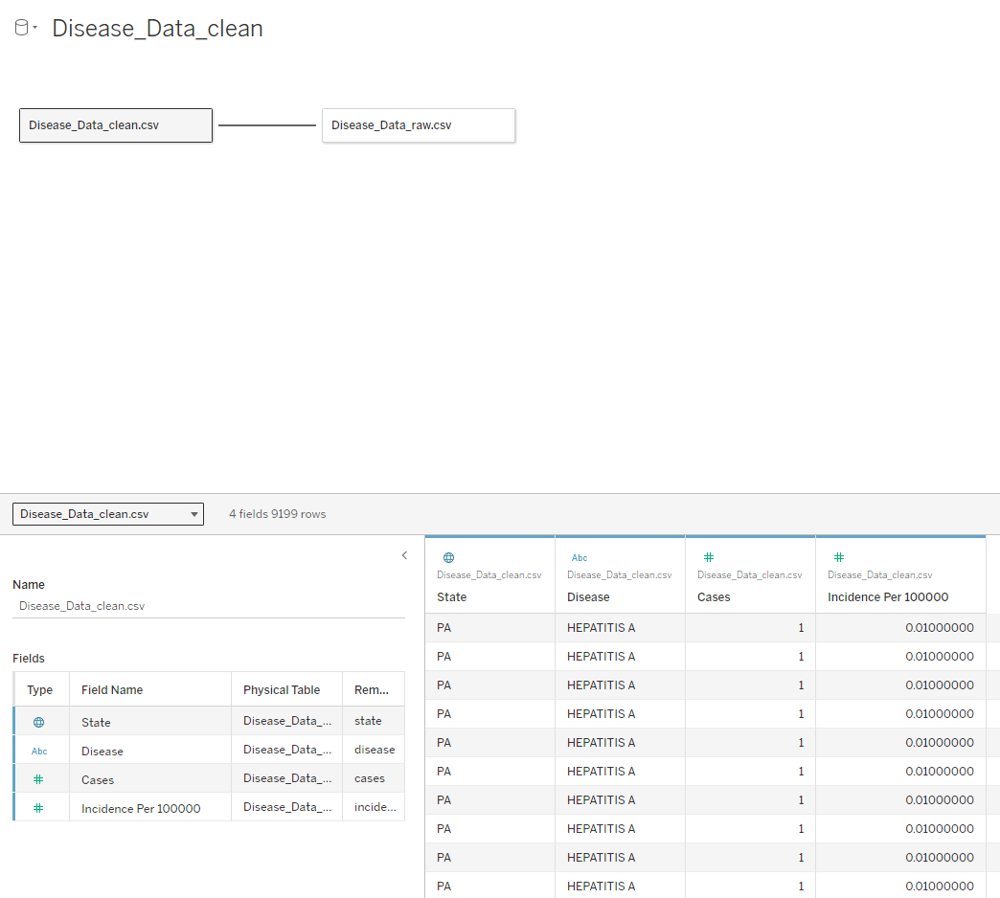 Disease_Data_clean
Disease_Data_clean.csv
Disease_Data_raw.csv
Disease_Data_clean.csv 4 fields 9199 rows
Name
Disease_Data_clean.csv
Fields
Type Field Name Physical Table Rem...
State Disease_Data_... state
Abc Disease Disease_Data_... disease
# Cases Disease_Data_... cases
# Incidence Per 100000 Disease_Data_... incide...
Abc # #
Disease_Data_clean.csv Disease_Data_clean.csv Disease_Data_clean.csv Disease_Data_clean.csv
State Disease Cases Incidence Per 100000
PA HEPATITIS A 1 0.01000000
PA HEPATITIS A 1 0.01000000
PA HEPATITIS A 1 0.01000000
PA HEPATITIS A 1 0.01000000
PA HEPATITIS A 1 0.01000000
PA HEPATITIS A 1 0.01000000
PA HEPATITIS A 1 0.01000000
PA HEPATITIS A 1 0.01000000
PA HEPATITIS A 1 0.01000000
PA HEPATITIS A 1 0.01000000